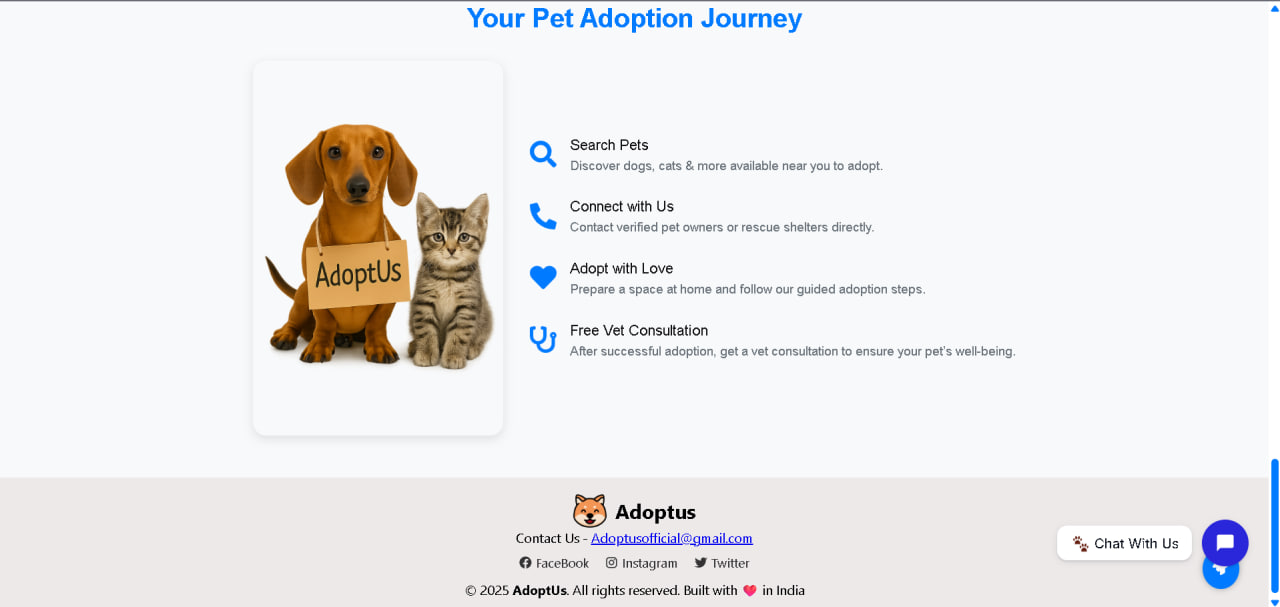 Your Pet Adoption Journey
AdoptUs
Search Pets
Discover dogs, cats & more available near you to adopt.
Connect with Us
Contact verified pet owners or rescue shelters directly.
Adopt with Love
Prepare a space at home and follow our guided adoption steps.
Free Vet Consultation
After successful adoption, get a vet consultation to ensure your pet's well-being.
Adoptus
Contact Us - Adoptusofficial@gmail.com
FaceBook Instagram Twitter
© 2025 AdoptUs. All rights reserved. Built with ❤️ in India
Chat With Us